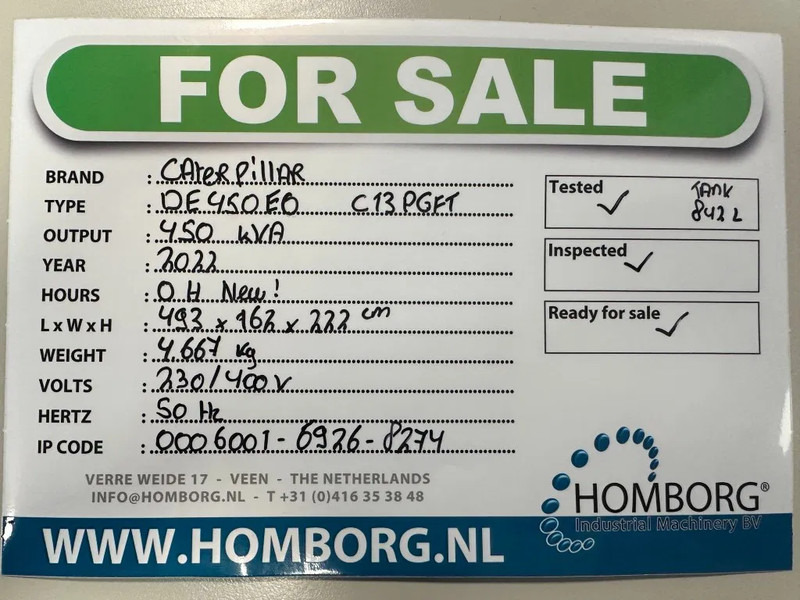 FOR SALE
BRAND : CAterPillAR
TYPE : DE450E0 C13PGFT
OUTPUT : 450 kVA
YEAR : 2022
HOURS : 0 H New!
L x W x H : 493 x 162 x 222 cm
WEIGHT : 4.667 kg
VOLTS : 230/400 V
HERTZ : 50 Hz
IP CODE : 0006001-6926-8274
Tested ✓ TANK
842 L
Inspected ✓
Ready for sale ✓
VERRE WEIDE 17 - VEEN - THE NETHERLANDS
INFO@HOMBORG.NL - T +31 (0)416 35 38 48
HOMBORG®
Industrial Machinery BV
WWW.HOMBORG.NL